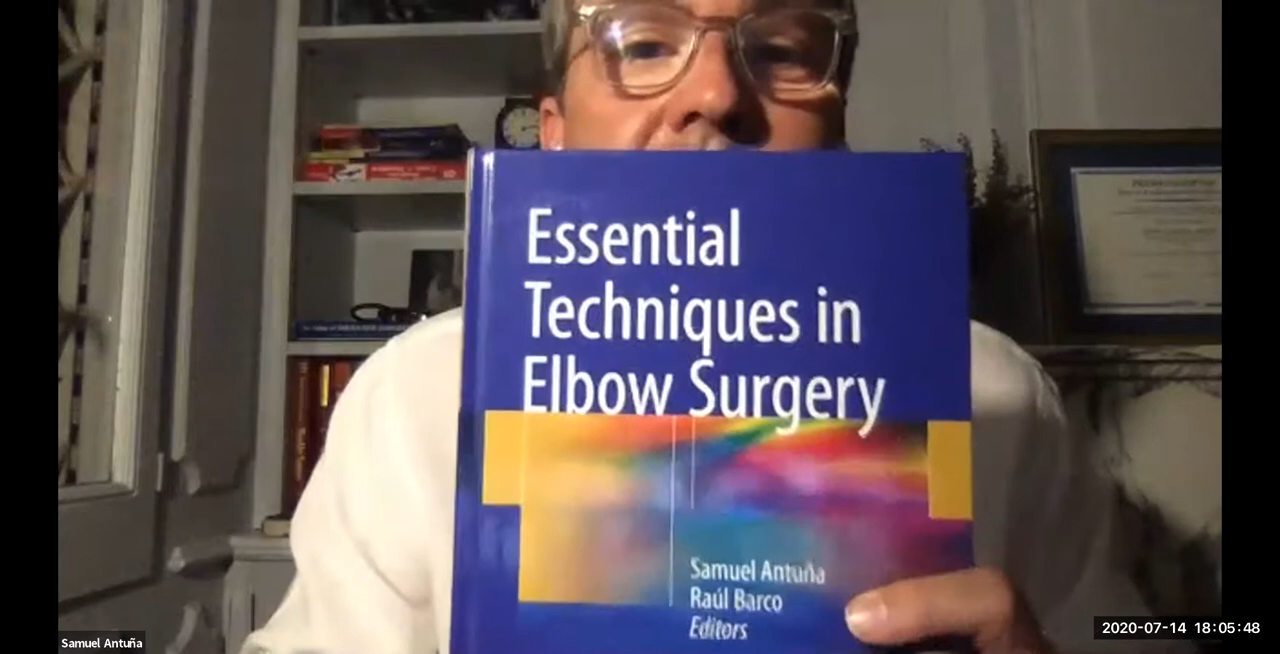 Essential
Techniques in
Elbow Surgery
Samuel Antuña
Raúl Barco
Editors
Samuel Antuña
2020-07-14 18:05:48